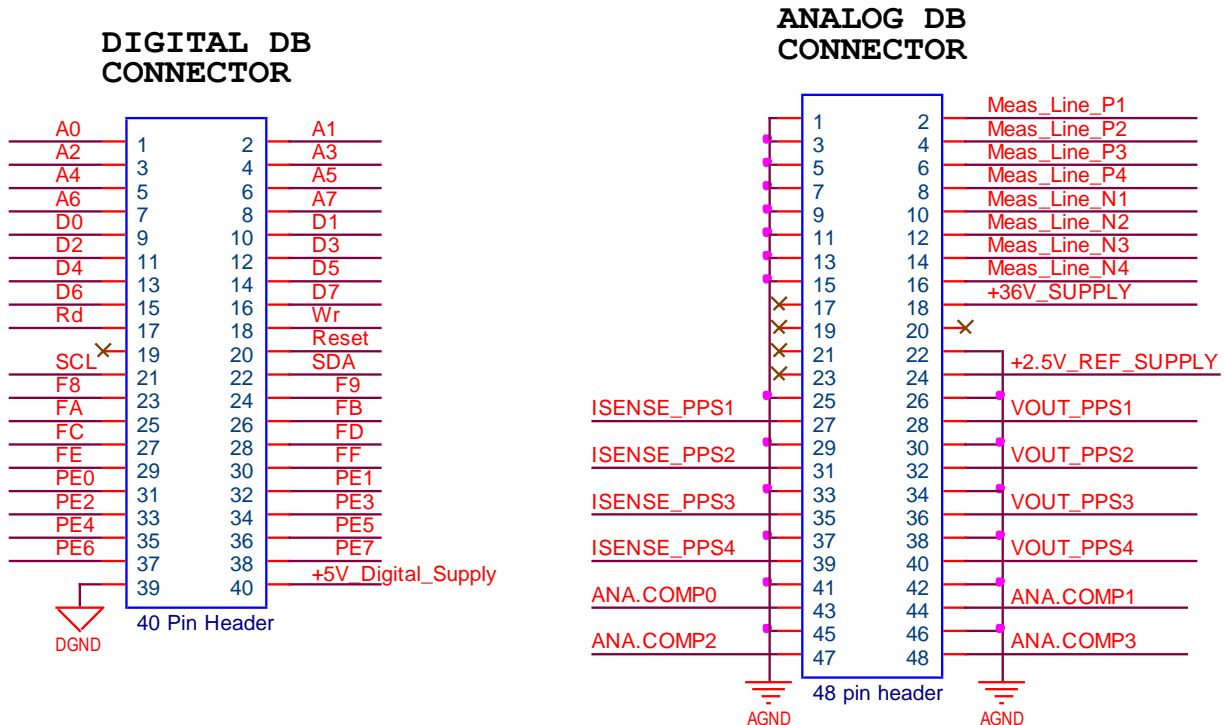 DIGITAL DB
CONNECTOR
A0 1 2 A1
A2 3 4 A3
A4 5 6 A5
A6 7 8 A7
D0 9 10 D1
D2 11 12 D3
D4 13 14 D5
D6 15 16 D7
Rd 17 18 Wr
19 20 Reset
SCL 21 22 SDA
F8 23 24 F9
FA 25 26 FB
FC 27 28 FD
FE 29 30 FF
PE0 31 32 PE1
PE2 33 34 PE3
PE4 35 36 PE5
PE6 37 38 PE7
39 40 +5V_Digital_Supply
40 Pin Header
DGND
ANALOG DB
CONNECTOR
1 2 Meas_Line_P1
3 4 Meas_Line_P2
5 6 Meas_Line_P3
7 8 Meas_Line_P4
9 10 Meas_Line_N1
11 12 Meas_Line_N2
13 14 Meas_Line_N3
15 16 Meas_Line_N4
17 18 +36V_SUPPLY
19 20
21 22
23 24 +2.5V_REF_SUPPLY
25 26
ISENSE_PPS1 27 28 VOUT_PPS1
29 30
ISENSE_PPS2 31 32 VOUT_PPS2
33 34
ISENSE_PPS3 35 36 VOUT_PPS3
37 38
ISENSE_PPS4 39 40 VOUT_PPS4
41 42
ANA.COMP0 43 44 ANA.COMP1
45 46
ANA.COMP2 47 48 ANA.COMP3
48 pin header
AGND AGND